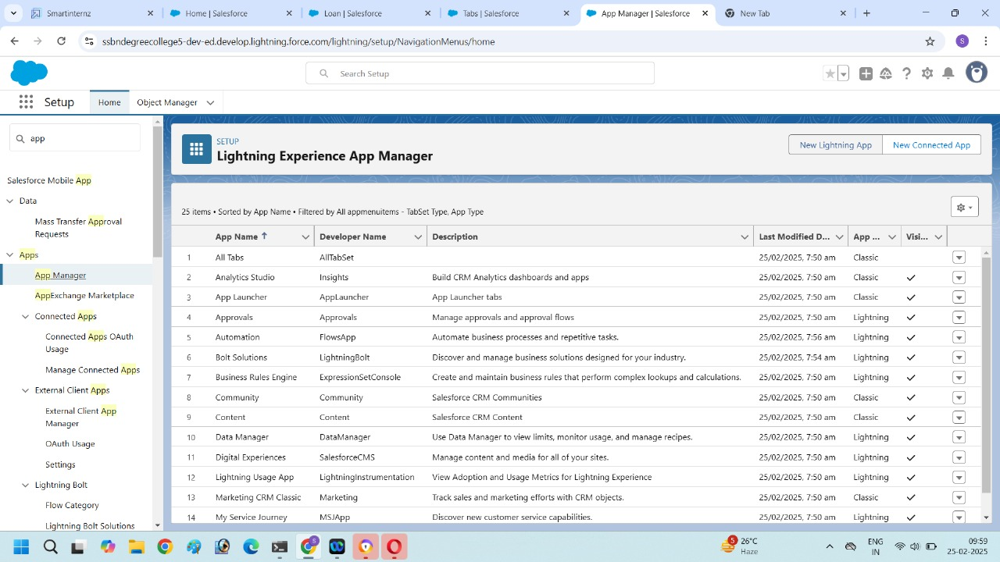 Smartinternz
Home | Salesforce
Loan | Salesforce
Tabs | Salesforce
App Manager | Salesforce
New Tab
ssbndegreecollege5-dev-ed.develop.lightning.force.com/lightning/setup/NavigationMenus/home
S
Search Setup
Setup
Home
Object Manager
app
Salesforce Mobile App
Data
Mass Transfer Approval
Requests
Apps
App Manager
AppExchange Marketplace
Connected Apps
Connected Apps OAuth
Usage
Manage Connected Apps
External Client Apps
External Client App
Manager
OAuth Usage
Settings
Lightning Bolt
Flow Category
Lightning Bolt Solutions
SETUP
Lightning Experience App Manager
New Lightning App
New Connected App
25 items • Sorted by App Name • Filtered by All appmenuitems - TabSet Type, App Type
App Name ↑ Developer Name Description Last Modified D... App ... Visi...
1 All Tabs AllTabSet 25/02/2025, 7:50 am Classic
2 Analytics Studio Insights Build CRM Analytics dashboards and apps 25/02/2025, 7:50 am Classic ✓
3 App Launcher AppLauncher App Launcher tabs 25/02/2025, 7:50 am Classic ✓
4 Approvals Approvals Manage approvals and approval flows 25/02/2025, 7:50 am Lightning ✓
5 Automation FlowsApp Automate business processes and repetitive tasks. 25/02/2025, 7:56 am Lightning ✓
6 Bolt Solutions LightningBolt Discover and manage business solutions designed for your industry. 25/02/2025, 7:54 am Lightning ✓
7 Business Rules Engine ExpressionSetConsole Create and maintain business rules that perform complex lookups and calculations. 25/02/2025, 7:50 am Lightning ✓
8 Community Community Salesforce CRM Communities 25/02/2025, 7:50 am Classic ✓
9 Content Content Salesforce CRM Content 25/02/2025, 7:50 am Classic ✓
10 Data Manager DataManager Use Data Manager to view limits, monitor usage, and manage recipes. 25/02/2025, 7:50 am Lightning ✓
11 Digital Experiences SalesforceCMS Manage content and media for all of your sites. 25/02/2025, 7:50 am Lightning ✓
12 Lightning Usage App LightningInstrumentation View Adoption and Usage Metrics for Lightning Experience 25/02/2025, 7:50 am Lightning ✓
13 Marketing CRM Classic Marketing Track sales and marketing efforts with CRM objects. 25/02/2025, 7:50 am Classic ✓
14 My Service Journey MSJApp Discover new customer service capabilities. 25/02/2025, 7:50 am Lightning ✓
5
26°C
Haze
ENG
IN
09:59
25-02-2025